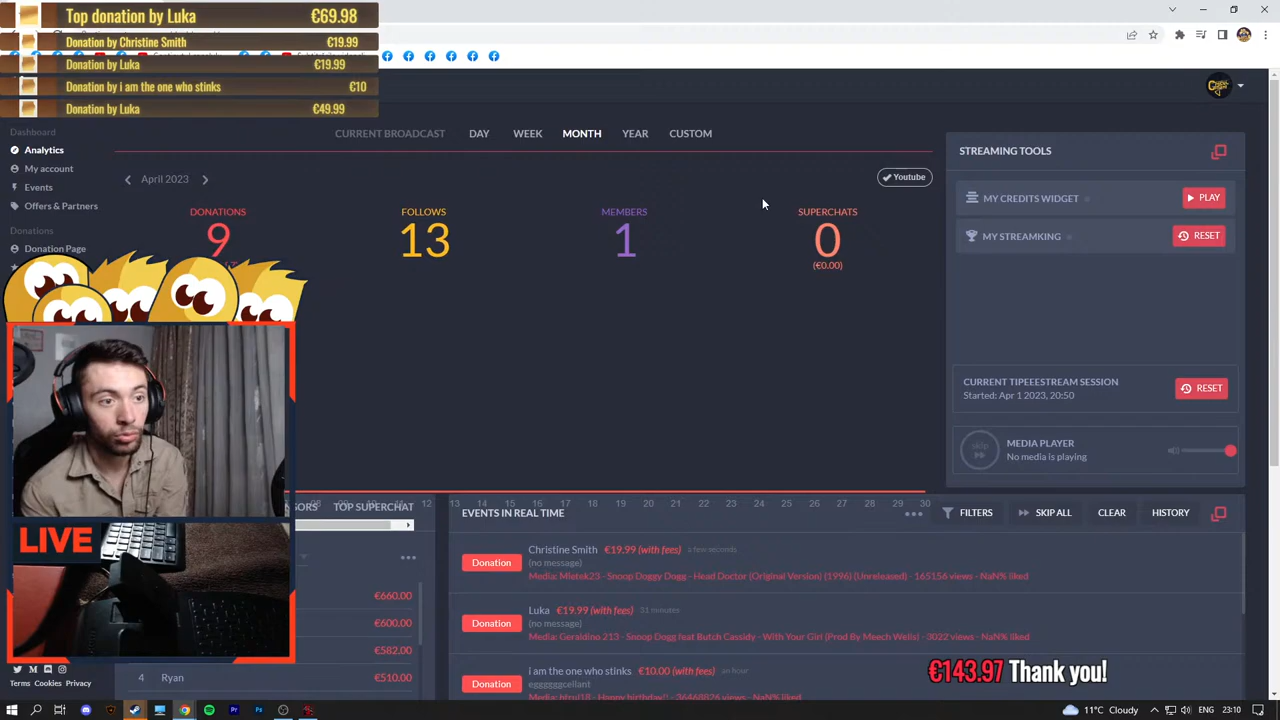 Top donation by Luka €69.98
Donation by Christine Smith €19.99
Donation by Luka €19.99
Donation by i am the one who stinks €10
Donation by Luka €49.99
Dashboard
Analytics
My account
Events
Offers & Partners
Donations
Donation Page
CURRENT BROADCAST DAY WEEK MONTH YEAR CUSTOM
April 2023
Youtube
DONATIONS FOLLOWS MEMBERS SUPERCHATS
9 13 1 0
(€0.00)
STREAMING TOOLS
MY CREDITS WIDGET PLAY
MY STREAMKING RESET
CURRENT TIPEEESTREAM SESSION
Started: Apr 1 2023, 20:50
RESET
skip
MEDIA PLAYER
No media is playing
LIVE
12 13 14 15 16 17 18 19 20 21 22 23 24 25 26 27 28 29 30
TOP SUPERCHAT
€660.00
€600.00
€582.00
4 Ryan €510.00
EVENTS IN REAL TIME
FILTERS SKIP ALL CLEAR HISTORY
Donation
Christine Smith €19.99 (with fees) a few seconds
(no message)
Media: Mietek23 - Snoop Doggy Dogg - Head Doctor (Original Version) (1996) (Unreleased) - 165156 views - NaN% liked
Donation
Luka €19.99 (with fees) 31 minutes
(no message)
Media: Geraldino 213 - Snoop Dogg feat Butch Cassidy - With Your Girl (Prod By Meech Wells) - 3022 views - NaN% liked
Donation
i am the one who stinks €10.00 (with fees) an hour
eggggggcellant
€143.97 Thank you!
Terms Cookies Privacy
Pr Ps
11°C Cloudy ENG 23:10